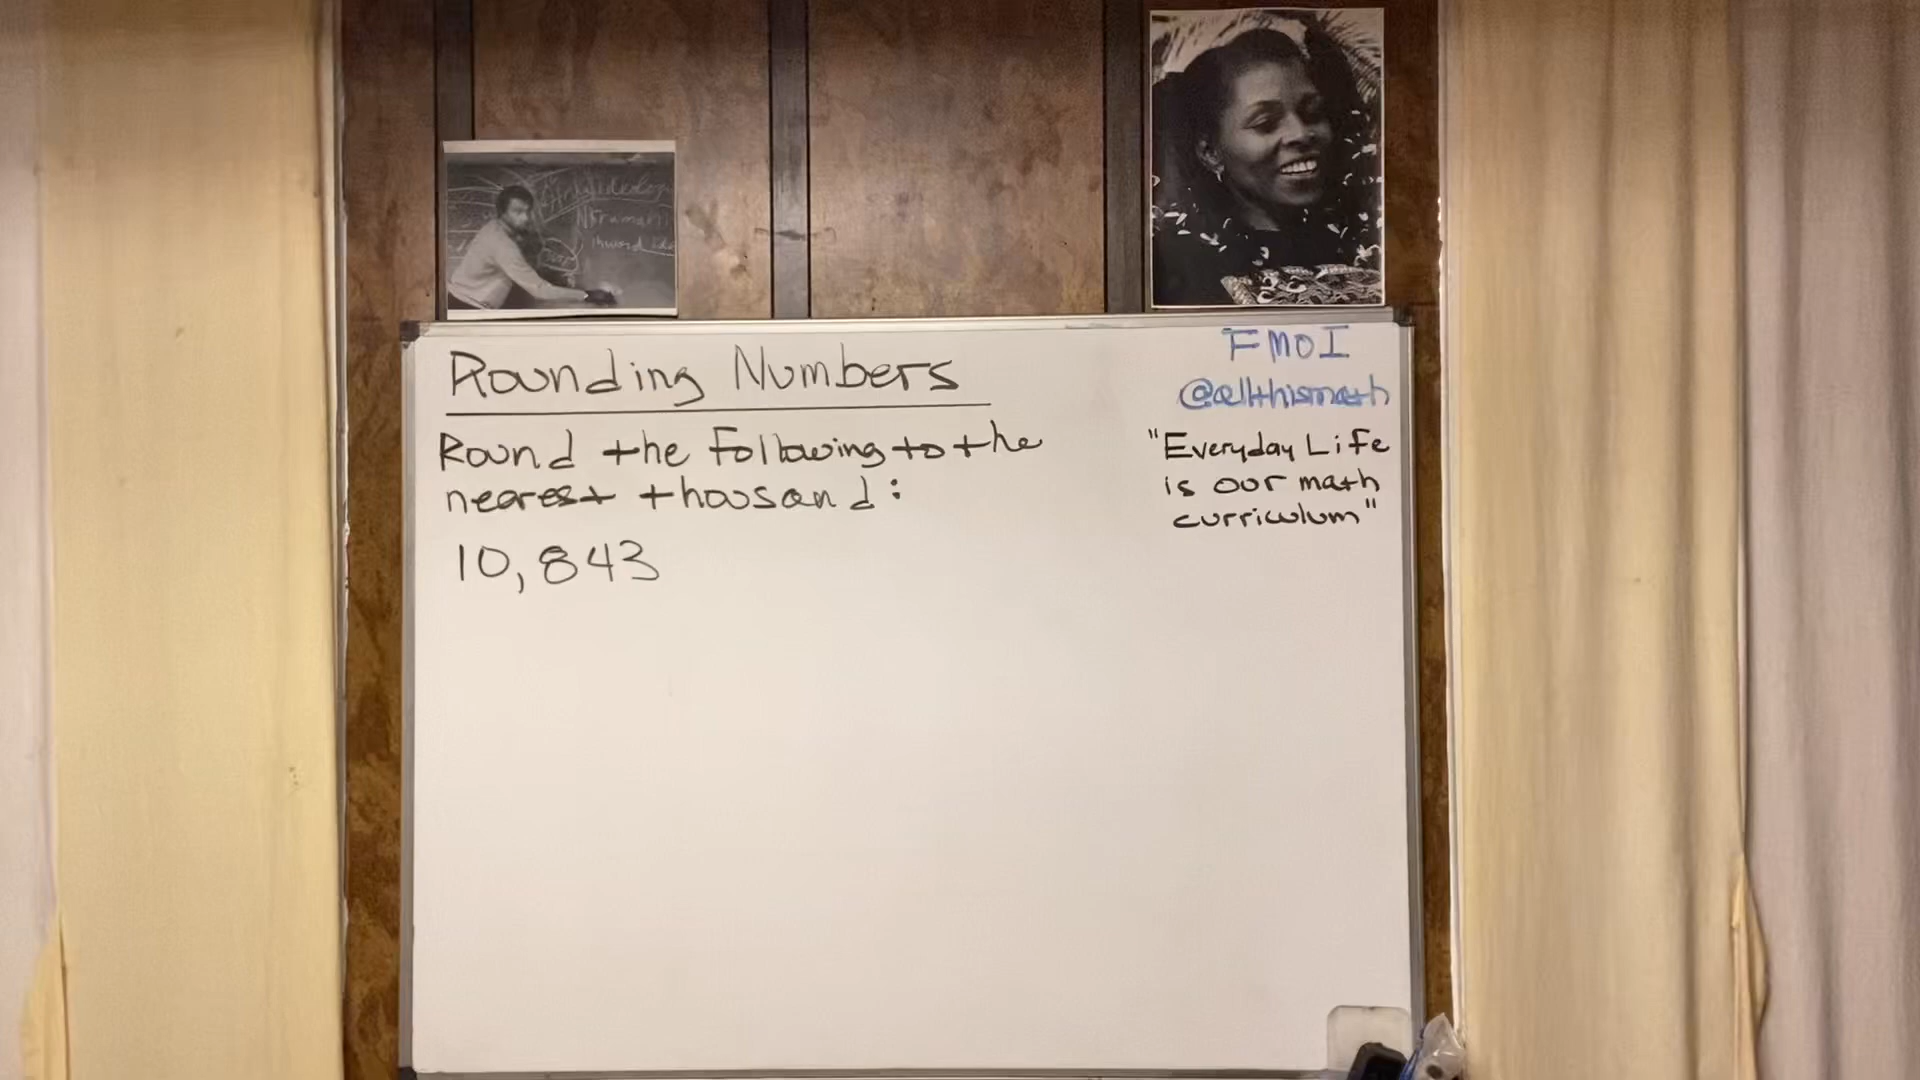 Rounding Numbers
Round the following to the
nearest thousand:
10,843
FMOI
@allthismath
"Everyday Life
is our math
curriculum"